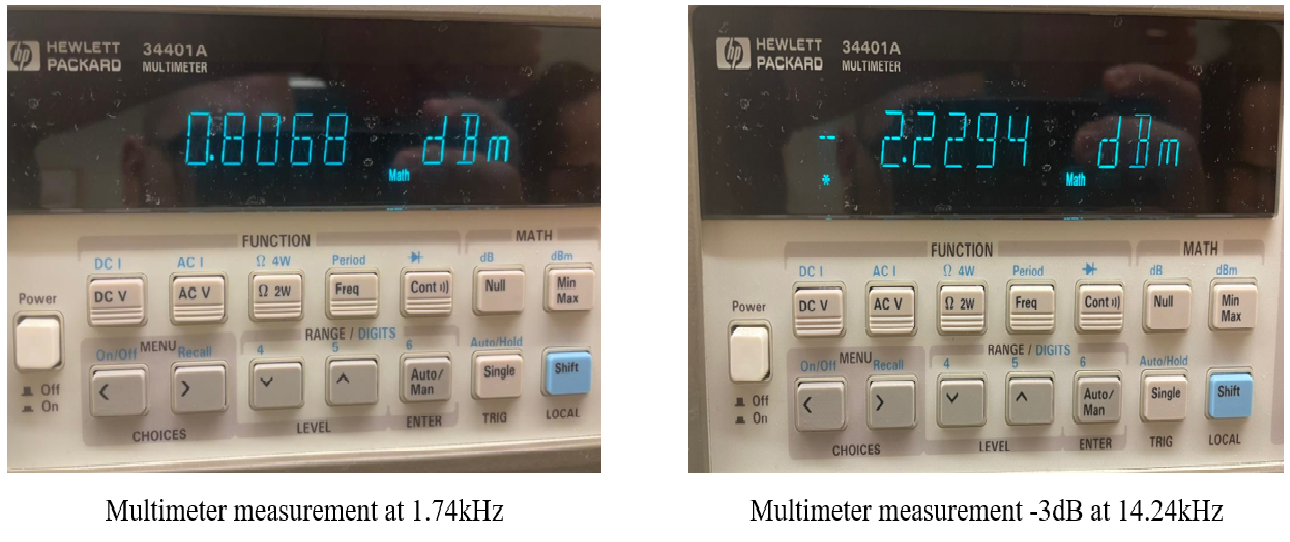 hp HEWLETT PACKARD 34401A MULTIMETER
0.8068 dBm
Math
FUNCTION MATH
DC I AC I Ω 4W Period dB dBm
Power DC V AC V Ω 2W Freq Cont Null Min Max
RANGE / DIGITS
On/Off MENU Recall 4 5 6 Auto/Hold
Off < > Auto/Man Single Shift
On
CHOICES LEVEL ENTER TRIG LOCAL
hp HEWLETT PACKARD 34401A MULTIMETER
- 2.2294 dBm
* Math
FUNCTION MATH
DC I AC I Ω 4W Period dB dBm
Power DC V AC V Ω 2W Freq Cont Null Min Max
RANGE / DIGITS
On/Off MENU Recall 4 5 6 Auto/Hold
Off < > Auto/Man Single Shift
On
CHOICES LEVEL ENTER TRIG LOCAL
Multimeter measurement at 1.74kHz
Multimeter measurement -3dB at 14.24kHz